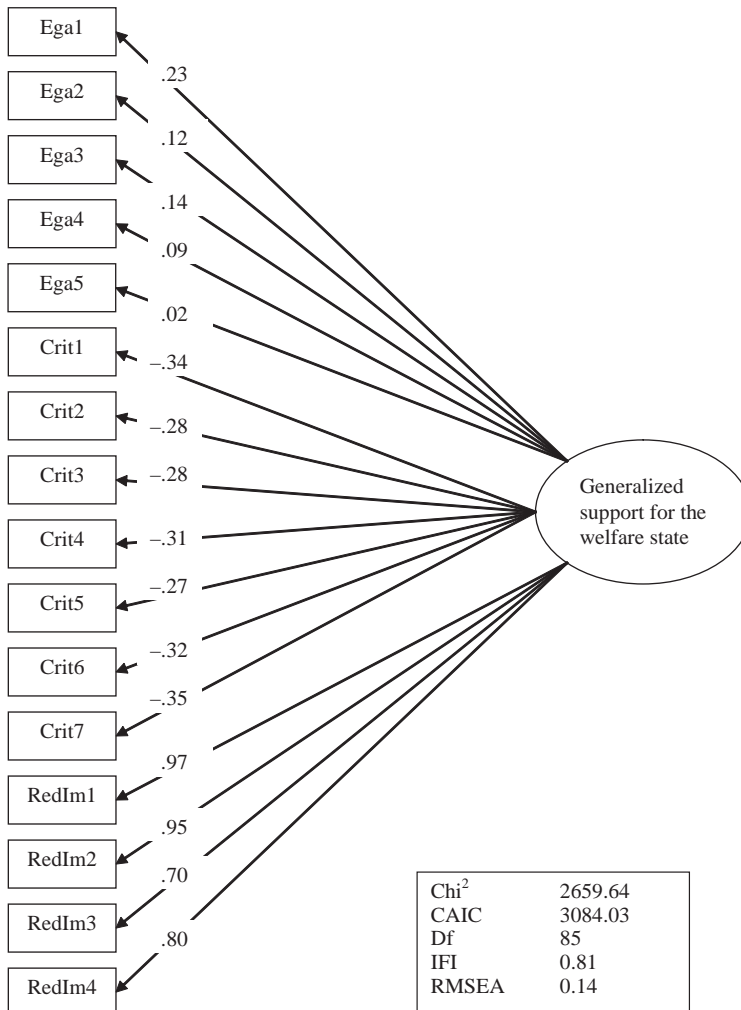 Ega1
.23
Ega2
.12
Ega3
.14
Ega4
.09
Ega5
.02
Crit1
–.34
Crit2
–.28
Crit3
–.28
Crit4
–.31
Crit5
–.27
Crit6
–.32
Crit7
–.35
RedIm1
.97
RedIm2
.95
RedIm3
.70
RedIm4
.80
Generalized
support for the
welfare state
Chi² 2659.64
CAIC 3084.03
Df 85
IFI 0.81
RMSEA 0.14